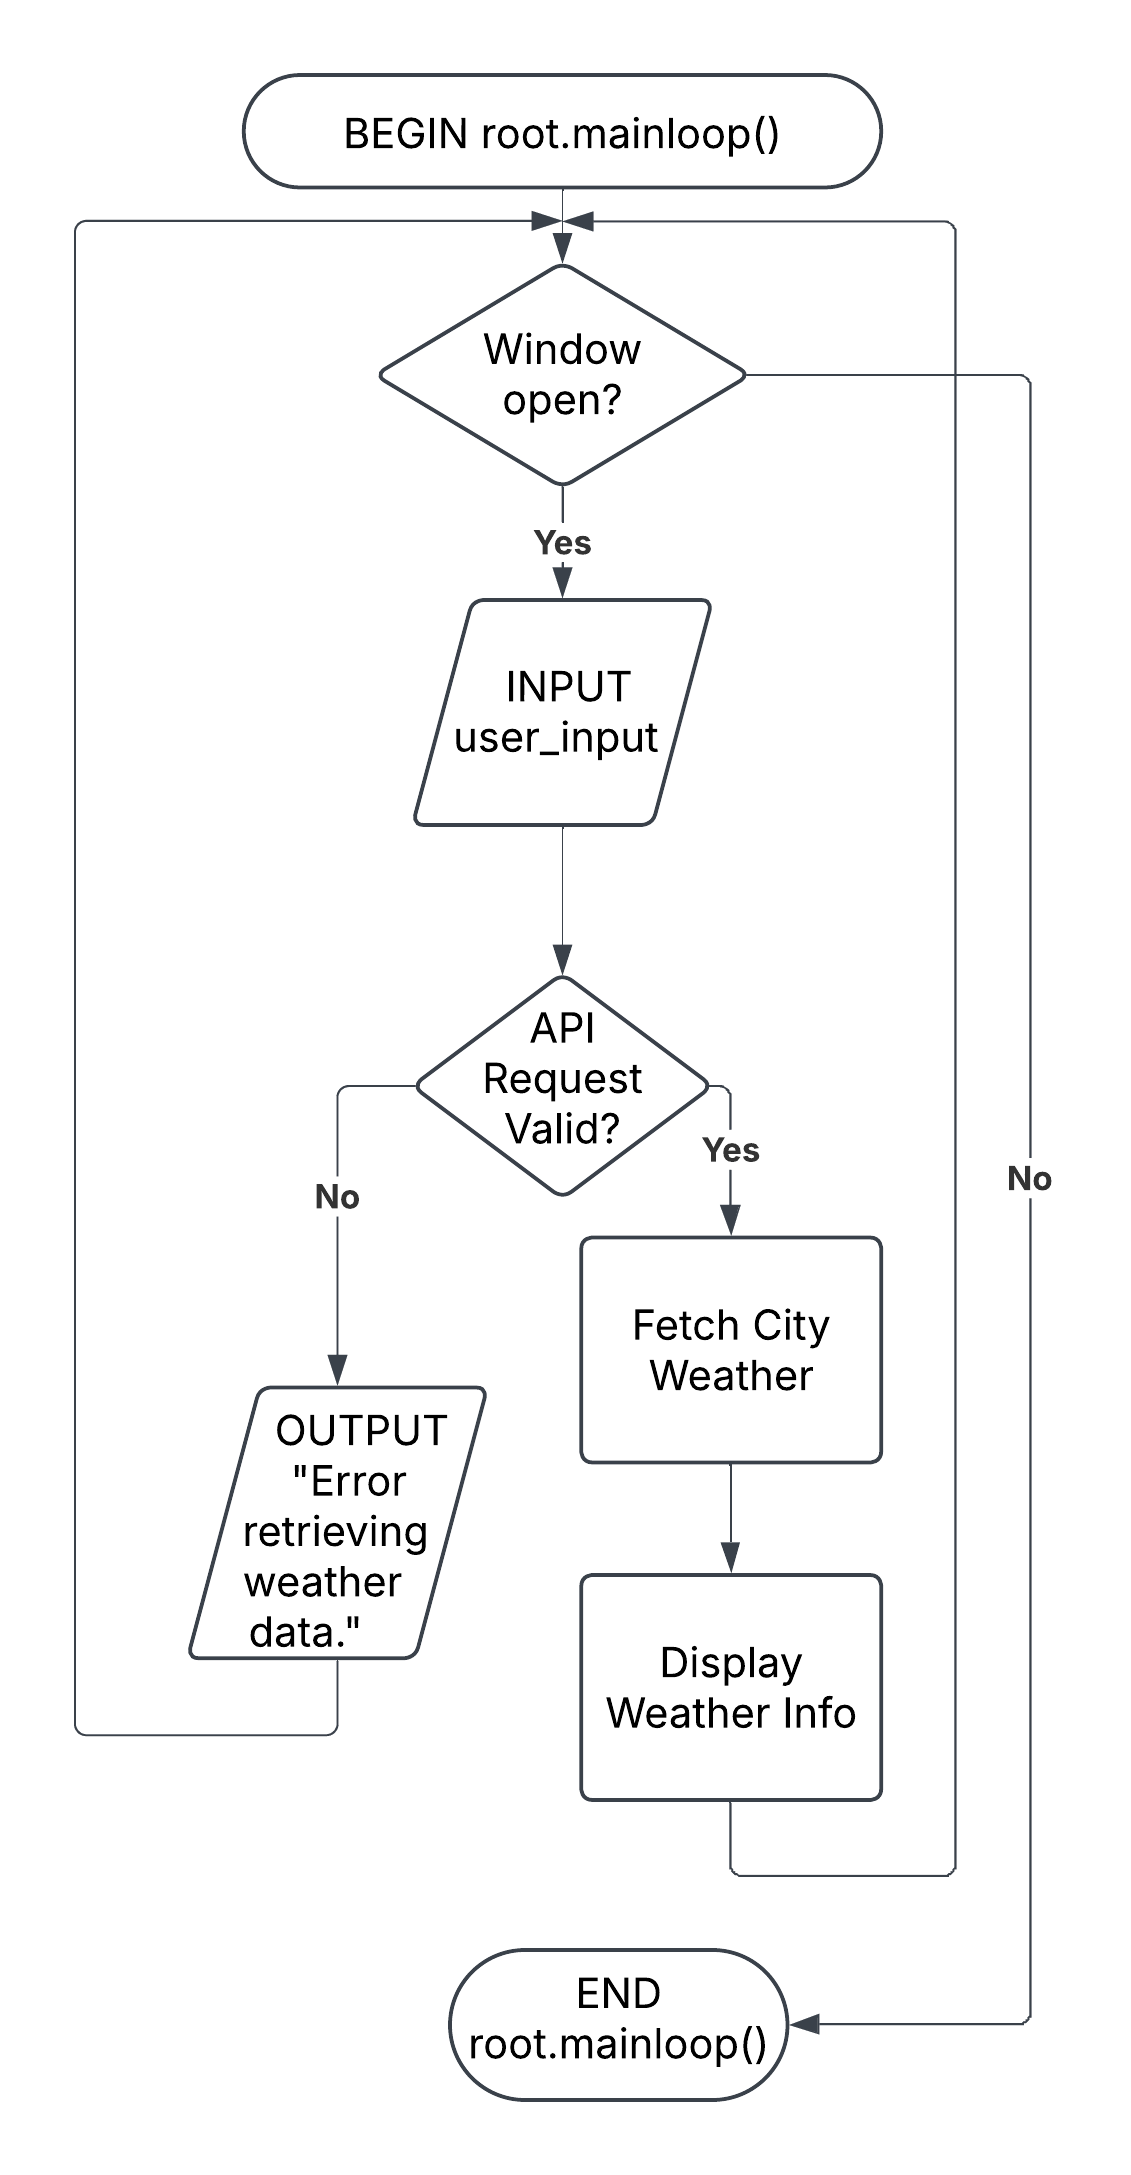 BEGIN root.mainloop()
Window
open?
Yes
INPUT
user_input
API
Request
Valid?
Yes
No
No
Fetch City
Weather
OUTPUT
"Error
retrieving
weather
data."
Display
Weather Info
END
root.mainloop()